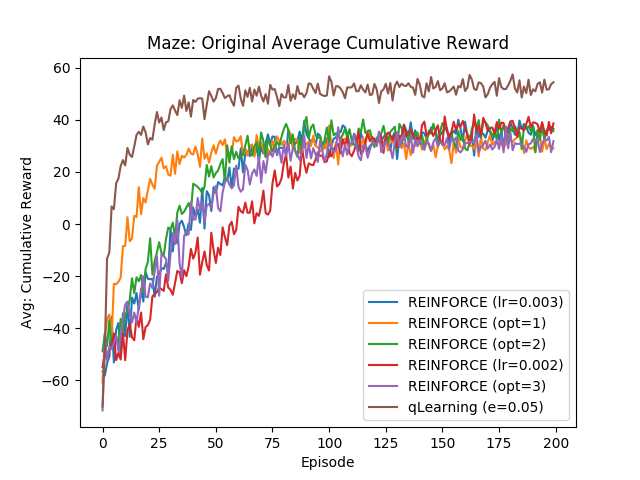 Maze: Original Average Cumulative Reward
60
40
20
0
−20
−40
−60
Avg: Cumulative Reward
REINFORCE (lr=0.003)
REINFORCE (opt=1)
REINFORCE (opt=2)
REINFORCE (lr=0.002)
REINFORCE (opt=3)
qLearning (e=0.05)
0 25 50 75 100 125 150 175 200
Episode